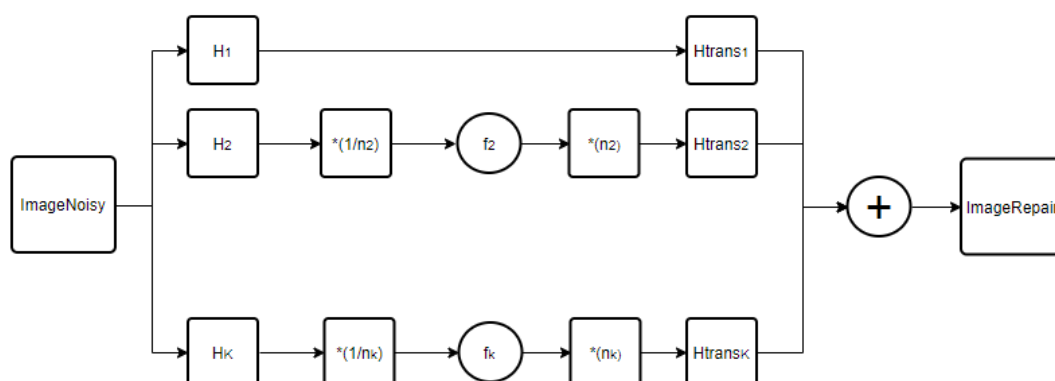 H1
Htrans1
H2
*(1/n2)
f2
*(n2)
Htrans2
ImageNoisy
+
ImageRepair
HK
*(1/nk)
fk
*(nk)
HtransK